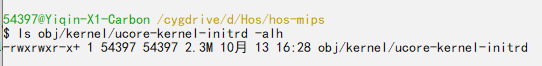 54397@Yiqin-X1-Carbon /cygdrive/d/Hos/hos-mips
$ ls obj/kernel/ucore-kernel-initrd -alh
-rwxrwxr-x+ 1 54397 54397 2.3M 10月 13 16:28 obj/kernel/ucore-kernel-initrd